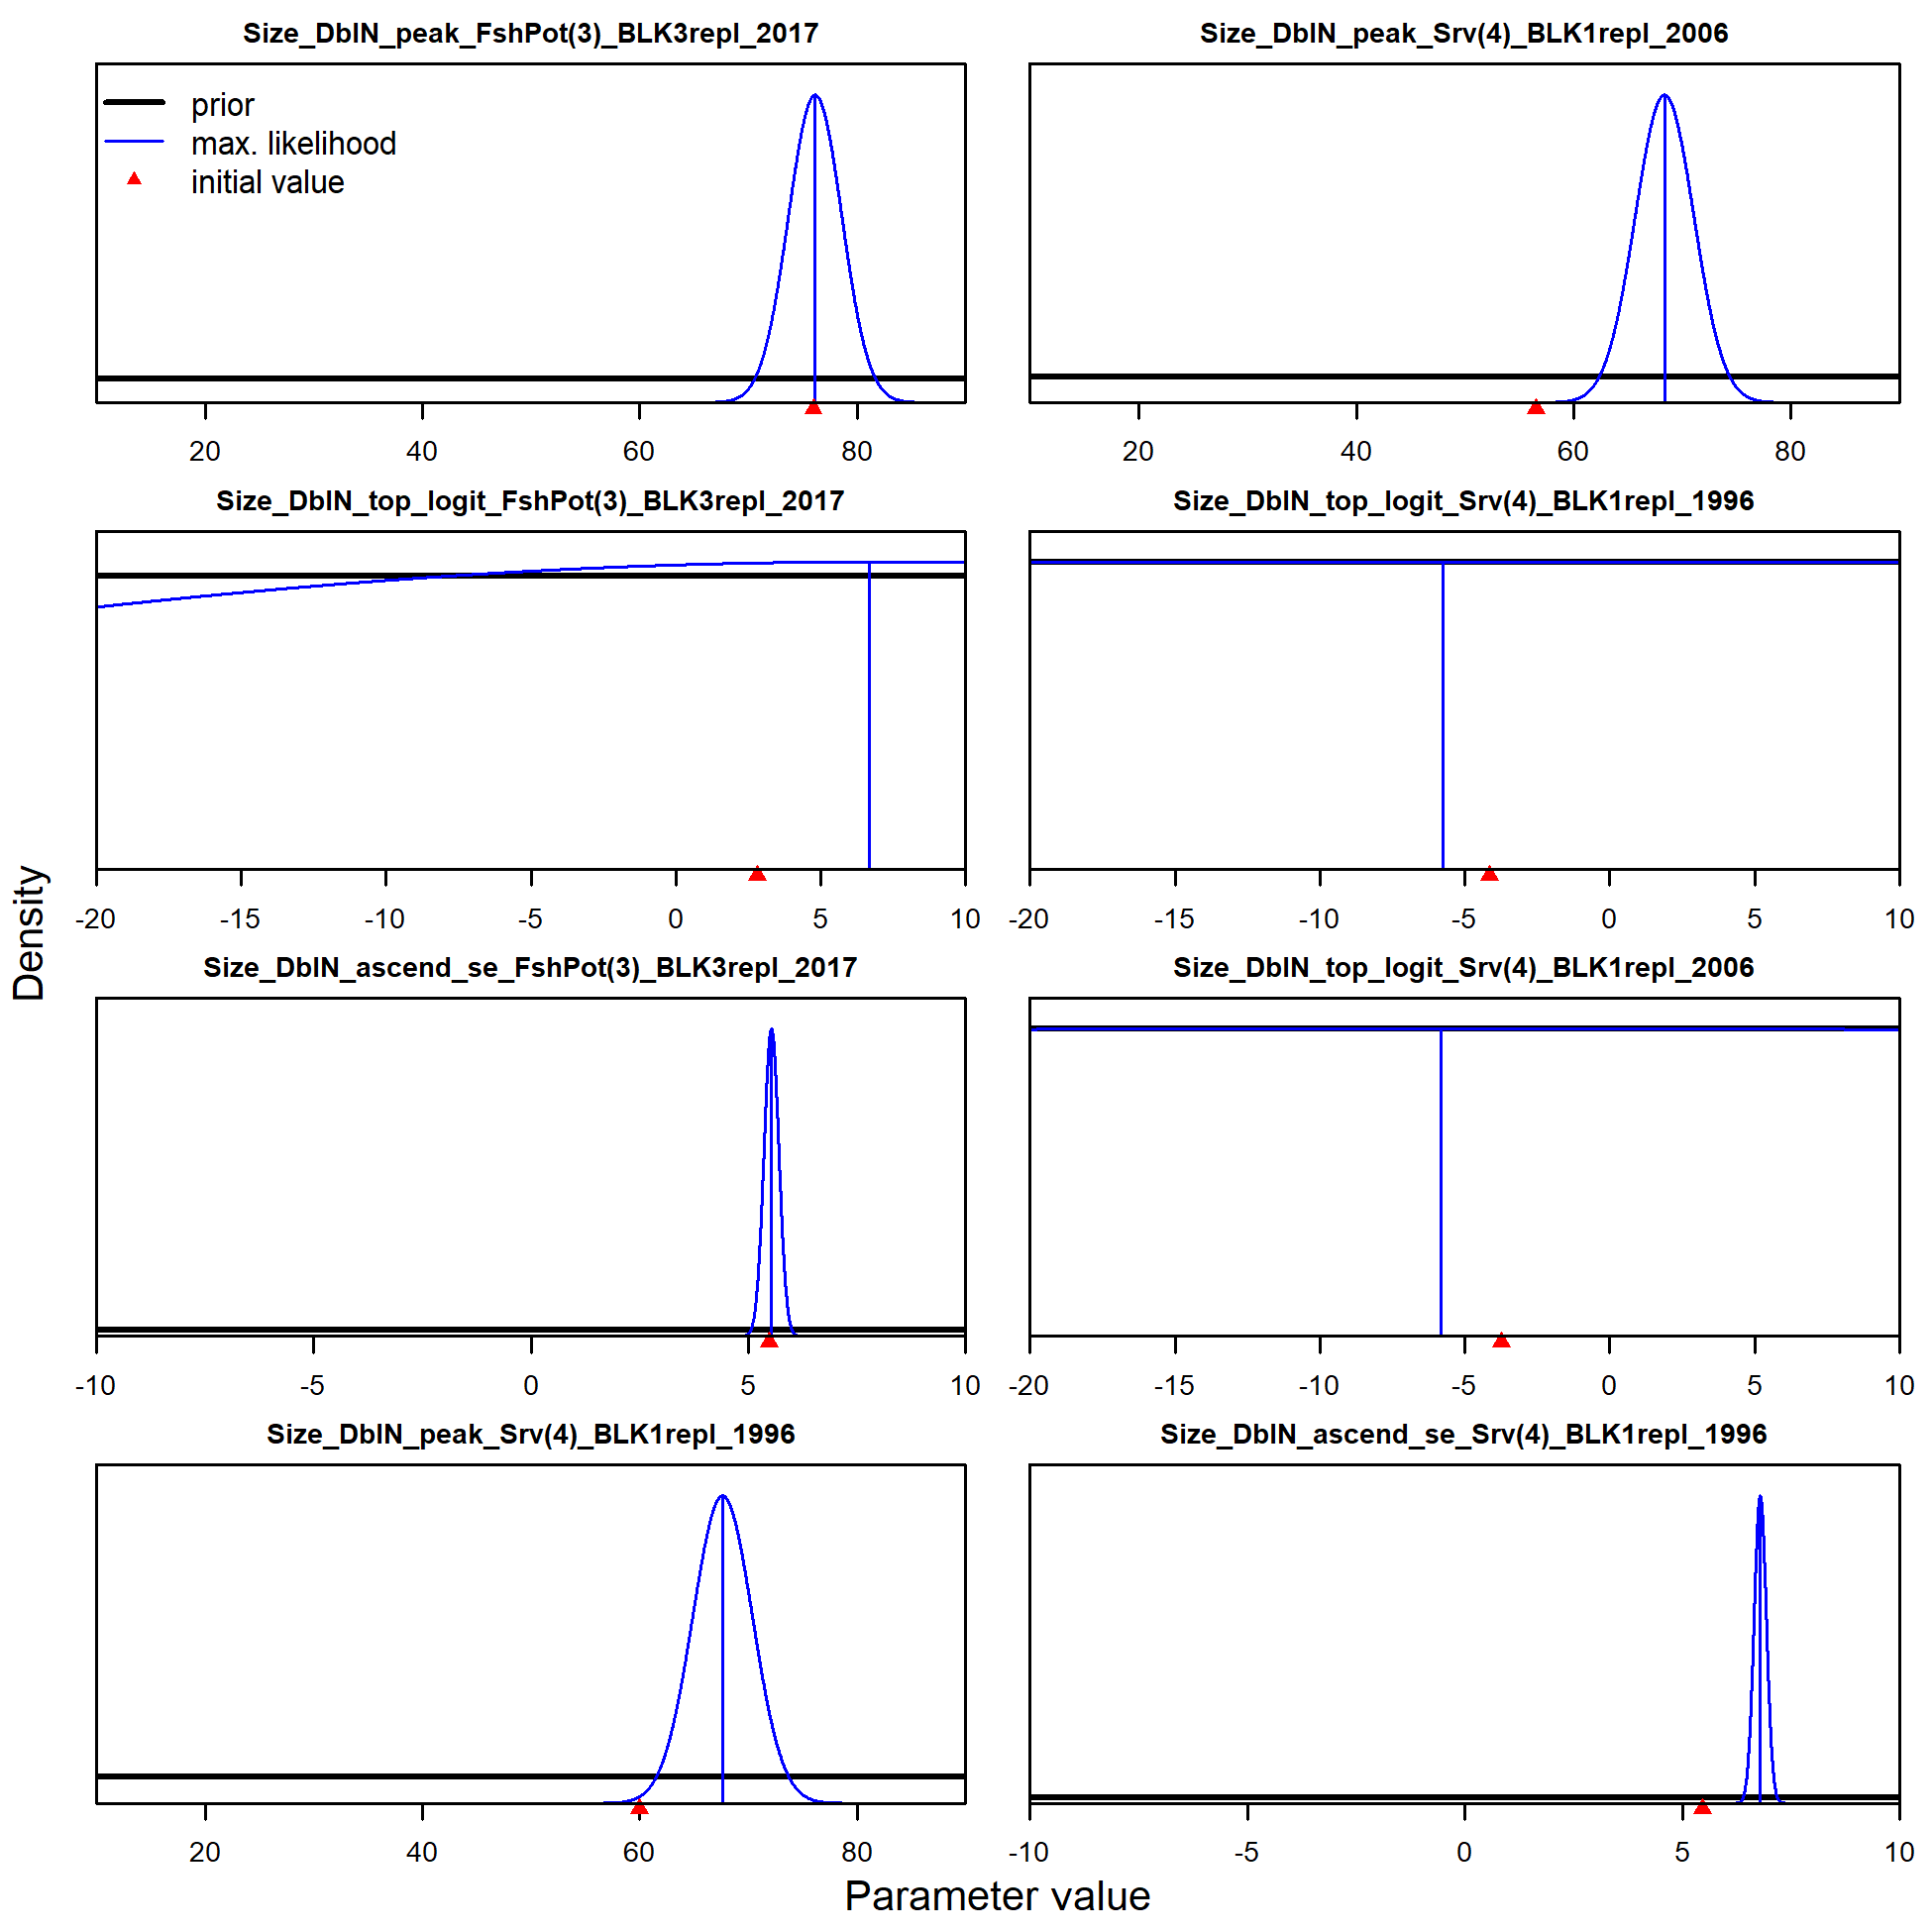 Size_DblN_peak_FshPot(3)_BLK3repl_2017
Size_DblN_peak_Srv(4)_BLK1repl_2006
prior
max. likelihood
initial value
20 40 60 80
20 40 60 80
Size_DblN_top_logit_FshPot(3)_BLK3repl_2017
Size_DblN_top_logit_Srv(4)_BLK1repl_1996
-20 -15 -10 -5 0 5 10
-20 -15 -10 -5 0 5 10
Density
Size_DblN_ascend_se_FshPot(3)_BLK3repl_2017
Size_DblN_top_logit_Srv(4)_BLK1repl_2006
-10 -5 0 5 10
-20 -15 -10 -5 0 5 10
Size_DblN_peak_Srv(4)_BLK1repl_1996
Size_DblN_ascend_se_Srv(4)_BLK1repl_1996
20 40 60 80
-10 -5 0 5 10
Parameter value